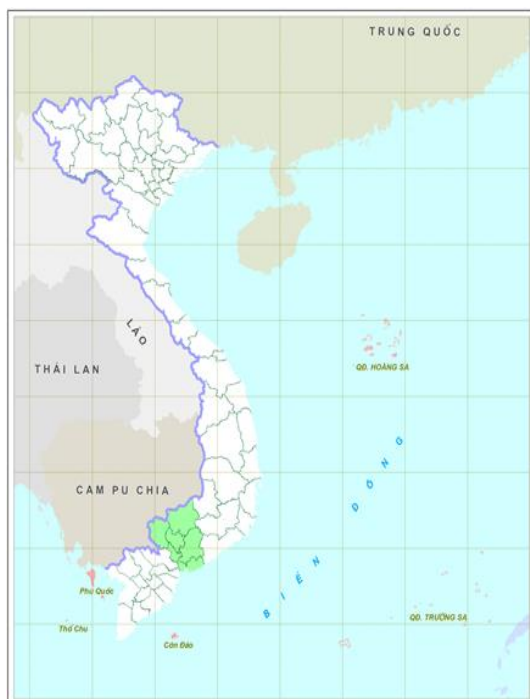 TRUNG QUỐC
LÀO
QĐ. HOÀNG SA
THÁI LAN
CAM PU CHIA
BIỂN ĐÔNG
Phú Quốc
QĐ. TRƯỜNG SA
Thổ Chu
Côn Đảo